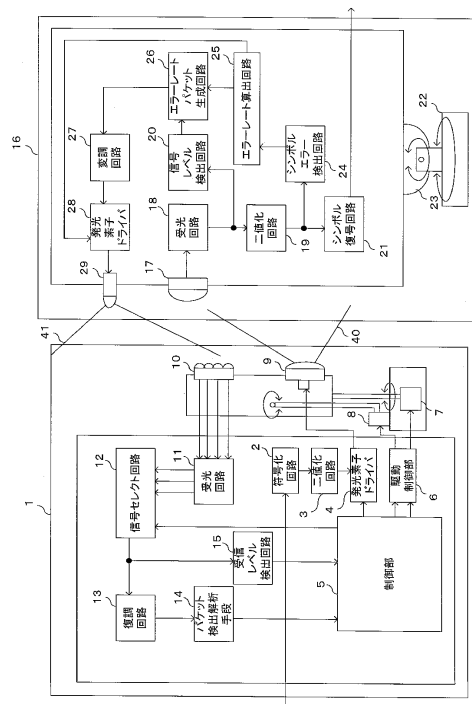 1
12
信号セレクト回路
13
復調
回路
14
パケット
検出解析
手段
15
受信
レベル
検出回路
11
受光
回路
10
2
符号化
回路
3
二値化
回路
4
発光素子
ドライバ
5
制御部
6
駆動
制御部
7
8
9
40
41
16
29
28
発光
素子
ドライバ
27
変調
回路
26
エラーレート
パケット
生成回路
20
信号
レベル
検出回路
25
エラーレート算出回路
17
18
受光
回路
19
二値化
回路
24
シンボル
エラー
検出回路
21
シンボル
復号回路
22
23